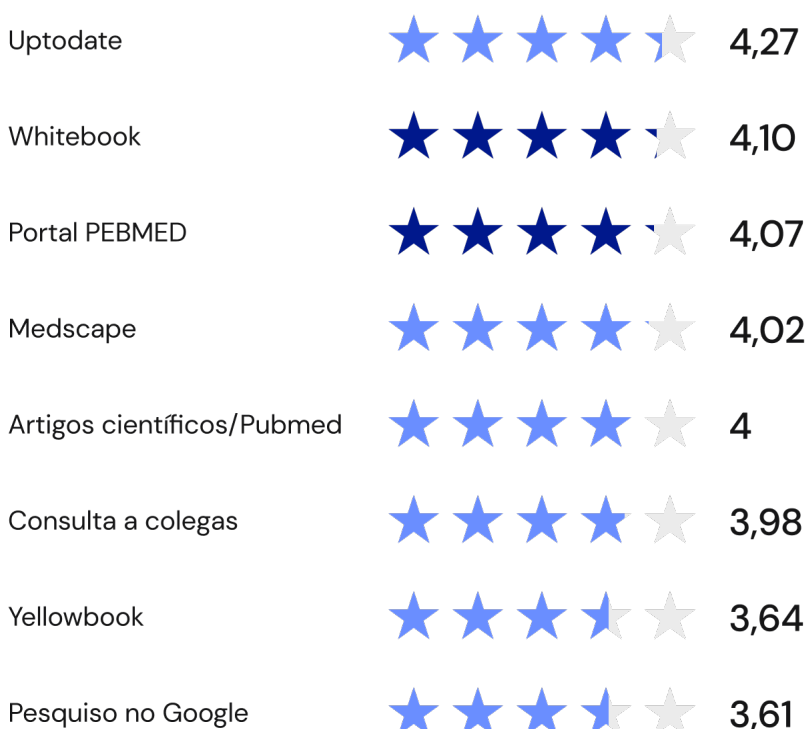 Uptodate 4,27
Whitebook 4,10
Portal PEBMED 4,07
Medscape 4,02
Artigos científicos/Pubmed 4
Consulta a colegas 3,98
Yellowbook 3,64
Pesquiso no Google 3,61